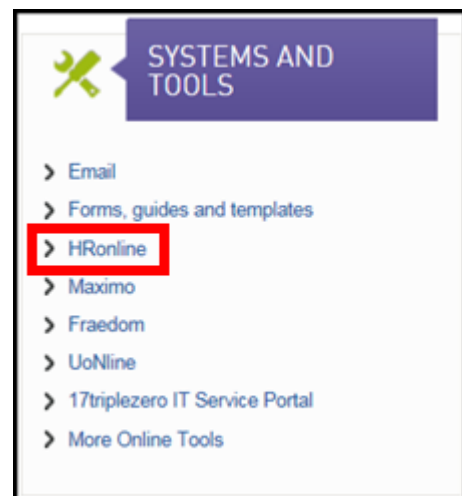 SYSTEMS AND
TOOLS
Email
Forms, guides and templates
HRonline
Maximo
Fraedom
UoNline
17triplezero IT Service Portal
More Online Tools